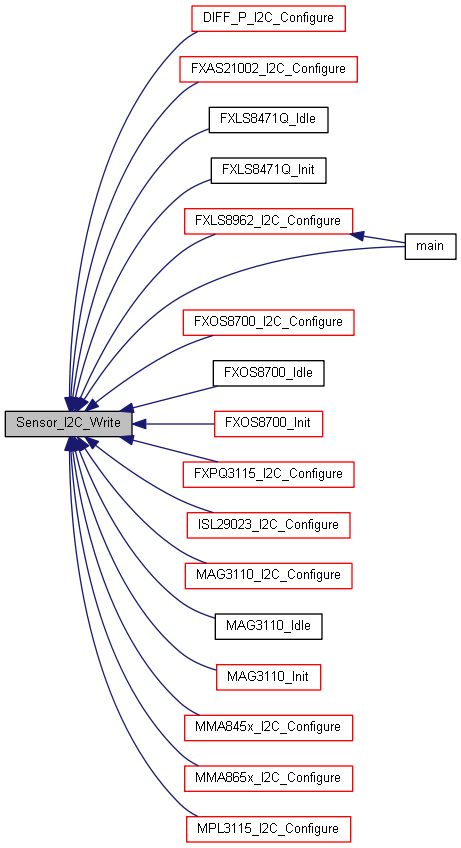 DIFF_P_I2C_Configure
FXAS21002_I2C_Configure
FXLS8471Q_Idle
FXLS8471Q_Init
FXLS8962_I2C_Configure
main
FXOS8700_I2C_Configure
FXOS8700_Idle
Sensor_I2C_Write
FXOS8700_Init
FXPQ3115_I2C_Configure
ISL29023_I2C_Configure
MAG3110_I2C_Configure
MAG3110_Idle
MAG3110_Init
MMA845x_I2C_Configure
MMA865x_I2C_Configure
MPL3115_I2C_Configure